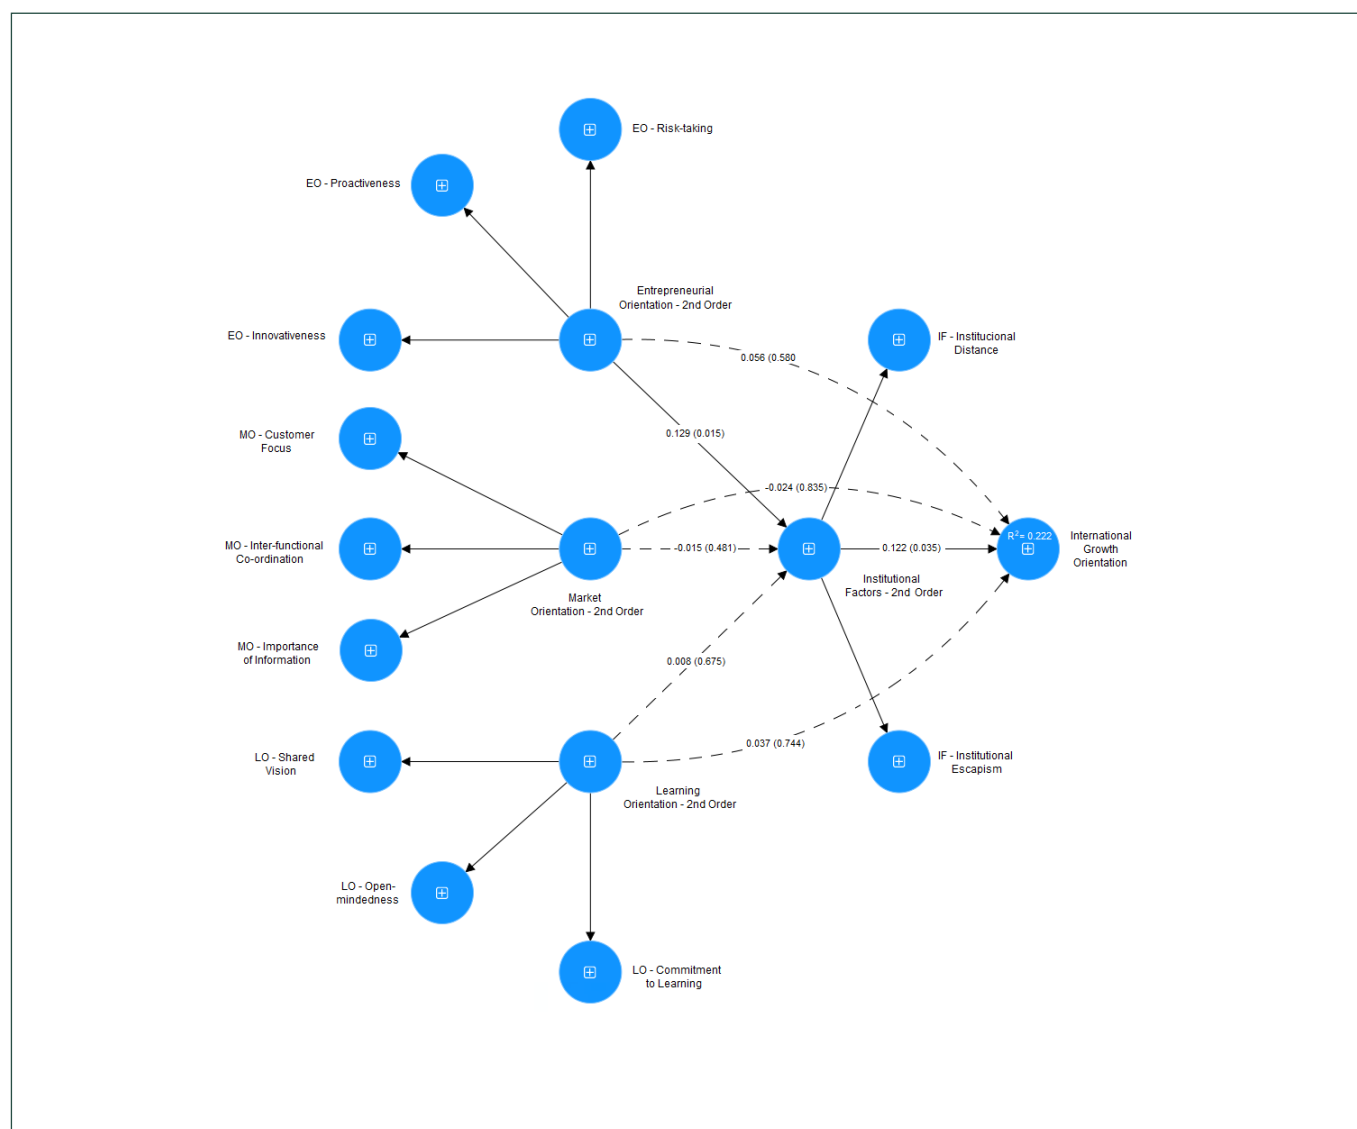 EO - Risk-taking
EO - Proactiveness
Entrepreneurial
Orientation - 2nd Order
EO - Innovativeness
IF - Institucional
Distance
0.056 (0.580
MO - Customer
Focus
0.129 (0.015)
-0.024 (0.835)
R²= 0.222
MO - Inter-functional
Co-ordination
-0.015 (0.481)
0.122 (0.035)
International
Growth
Orientation
Institutional
Factors - 2nd Order
Market
Orientation - 2nd Order
MO - Importance
of Information
0.008 (0.675)
LO - Shared
Vision
0.037 (0.744)
IF - Institutional
Escapism
Learning
Orientation - 2nd Order
LO - Open-
mindedness
LO - Commitment
to Learning